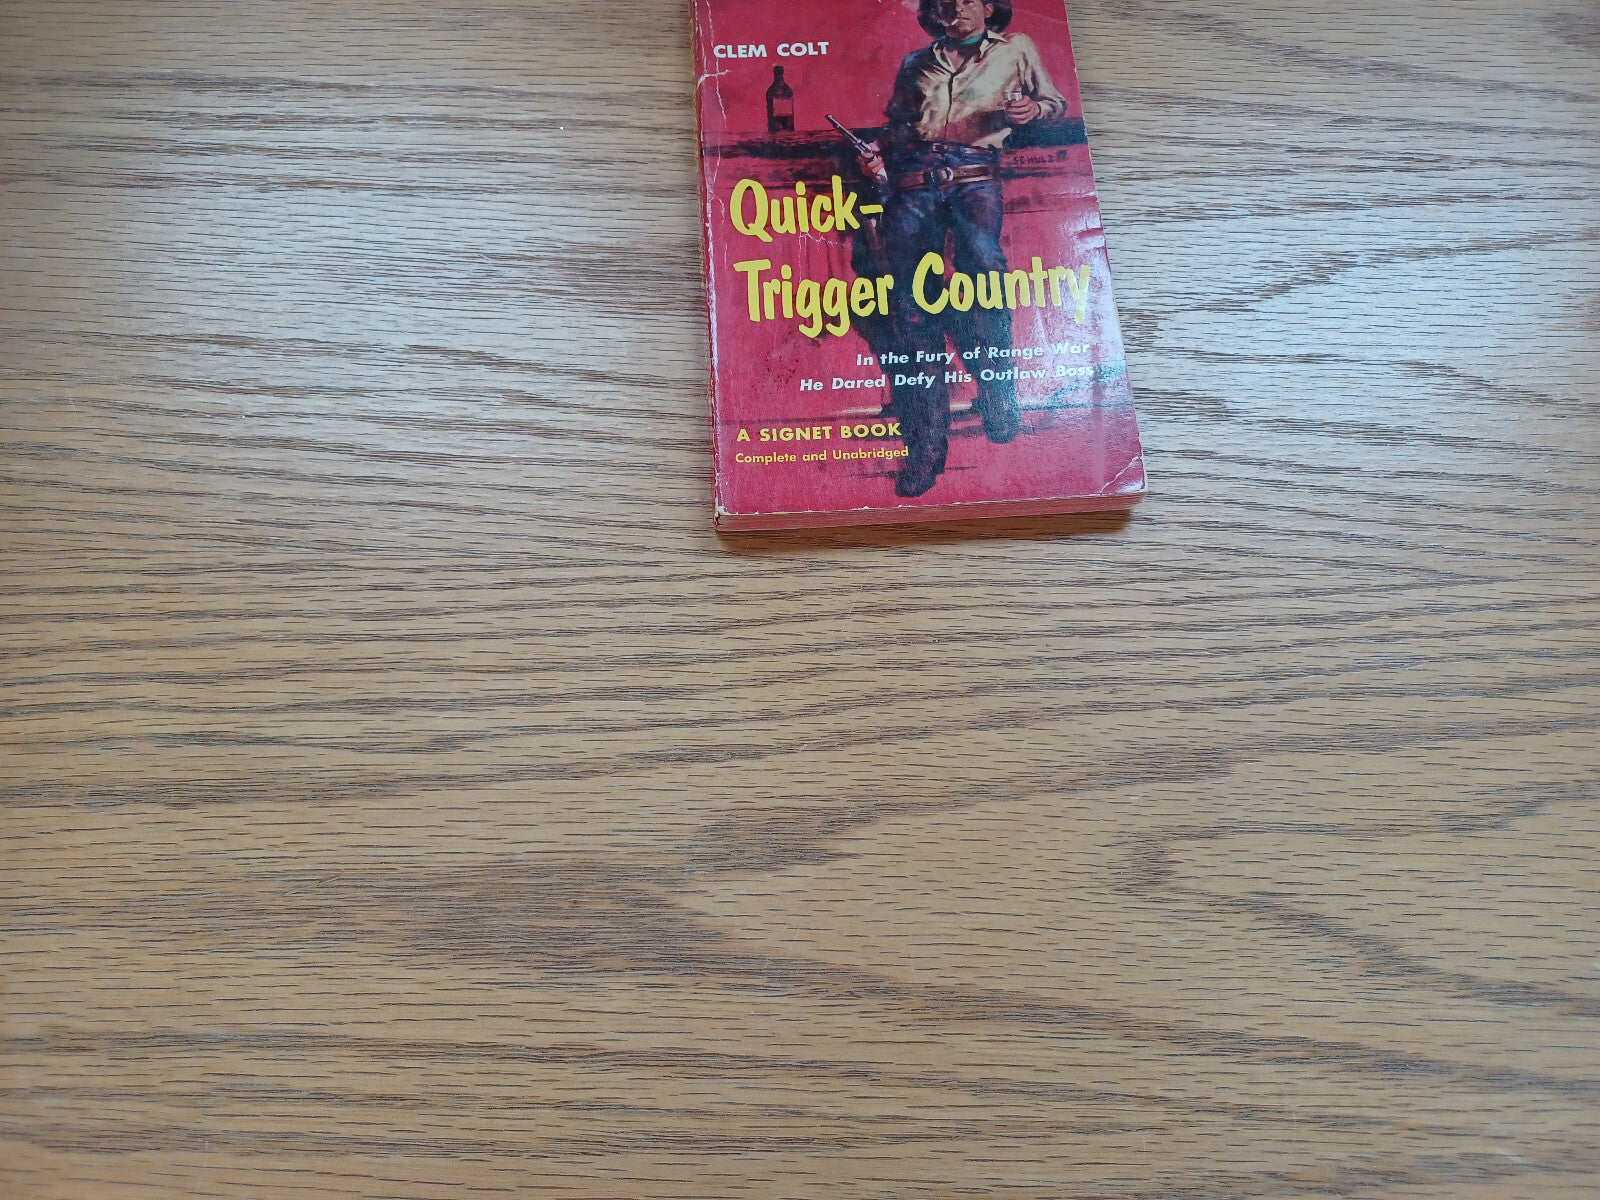 CLEM COLT
SCHULZ
Quick-
Trigger Country
In the Fury of Range War
He Dared Defy His Outlaw Boss
A SIGNET BOOK
Complete and Unabridged